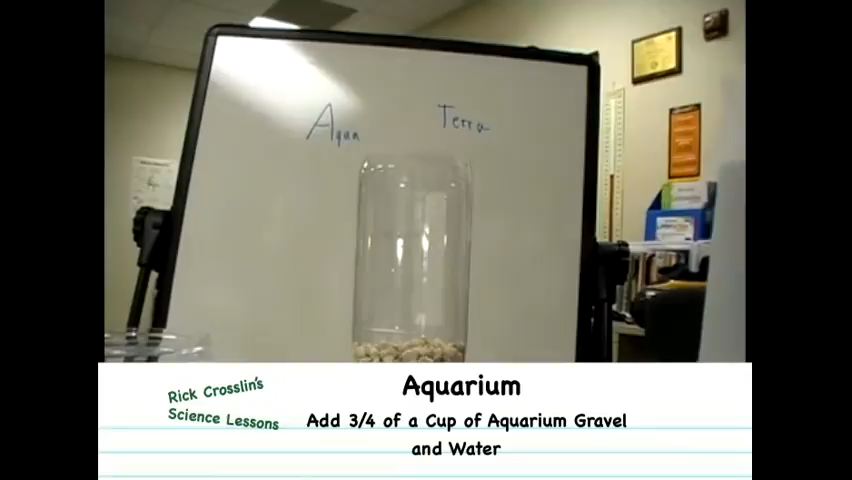 Aqua Terra
Rick Crosslin's
Science Lessons
Aquarium
Add 3/4 of a Cup of Aquarium Gravel
and Water